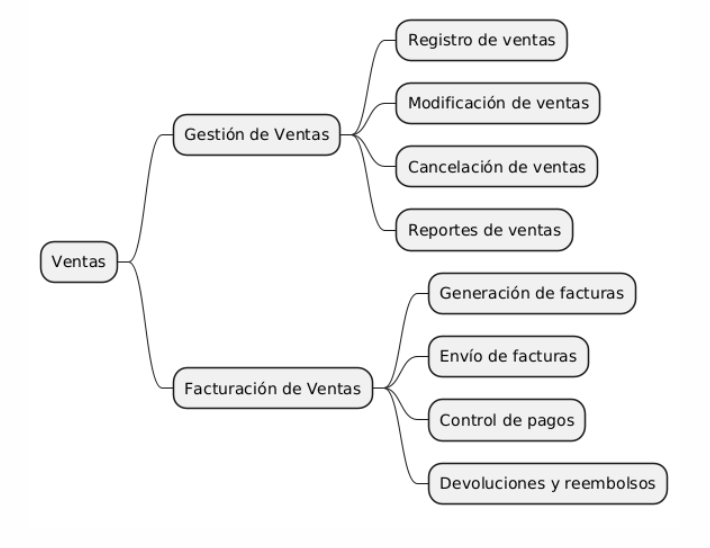 Ventas
Gestión de Ventas
Registro de ventas
Modificación de ventas
Cancelación de ventas
Reportes de ventas
Facturación de Ventas
Generación de facturas
Envío de facturas
Control de pagos
Devoluciones y reembolsos